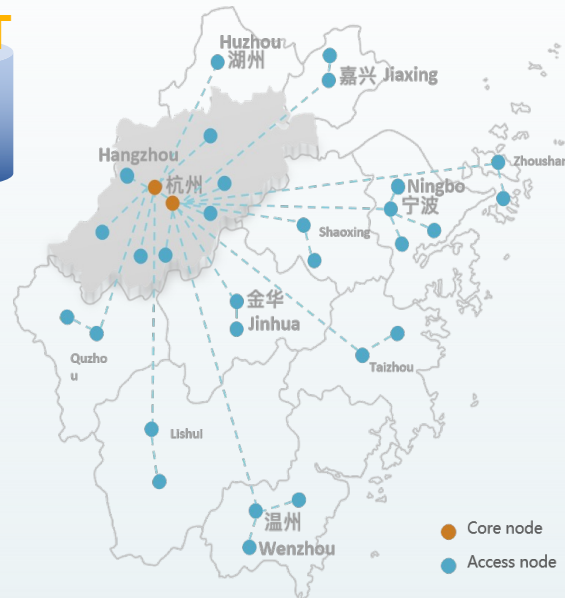 T
Huzhou
湖州
嘉兴 Jiaxing
Hangzhou
杭州
Zhoushan
Ningbo
宁波
Shaoxing
金华
Jinhua
Quzho
u
Taizhou
Lishui
温州
Wenzhou
Core node
Access node